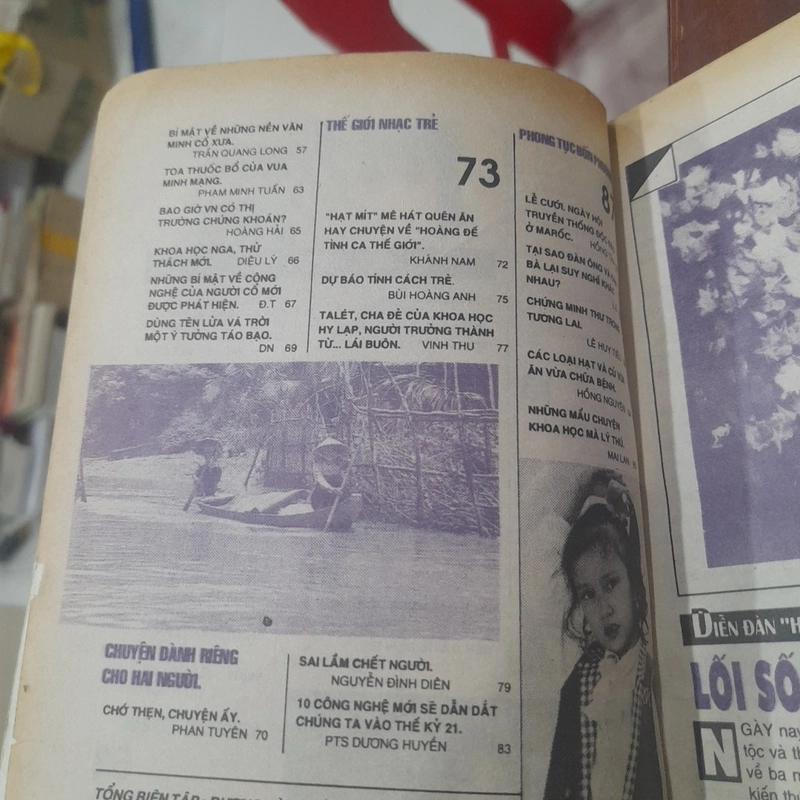 BÍ MẬT VỀ NHỮNG NỀN VĂN
MINH CỔ XƯA.
TRẦN QUANG LONG 57
TOA THUỐC BỔ CỦA VUA
MINH MẠNG.
PHẠM MINH TUẤN 63
BAO GIỜ VN CÓ THỊ
TRƯỜNG CHỨNG KHOÁN?
HOÀNG HẢI 65
KHOA HỌC NGA, THỬ
THÁCH MỚI. DIỆU LÝ 66
NHỮNG BÍ MẬT VỀ CÔNG
NGHỆ CỦA NGƯỜI CỔ MỚI
ĐƯỢC PHÁT HIỆN. Đ.T 67
DÙNG TÊN LỬA VÁ TRỜI
MỘT Ý TƯỞNG TÁO BẠO.
DN 69
THẾ GIỚI NHẠC TRẺ
73
"HẠT MÍT" MÊ HÁT QUÊN ĂN
HAY CHUYỆN VỀ "HOÀNG ĐẾ
TÌNH CA THẾ GIỚI".
KHÁNH NAM 72
DỰ BÁO TÍNH CÁCH TRẺ.
BÙI HOÀNG ANH 75
TALÉT, CHA ĐẺ CỦA KHOA HỌC
HY LẠP, NGƯỜI TRƯỞNG THÀNH
TỪ... LÁI BUÔN. VINH THU 77
PHONG TỤC BỐN PHƯƠNG
LỄ CƯỚI, NGÀY HỘI
TRUYỀN THỐNG ĐỘC
Ở MARỐC.
TẠI SAO ĐÀN ÔNG VÀ
BÀ LẠI SUY NGHĨ KHÁC
NHAU?
CHỨNG MINH THƯ TRONG
TƯƠNG LAI.
LÊ HUY
CÁC LOẠI HẠT VÀ CỦ VỪA
ĂN VỪA CHỮA BỆNH.
HỒNG NGUYÊN
NHỮNG MẨU CHUYỆN
KHOA HỌC MÀ LÝ THÚ.
MAI LAN
CHUYỆN DÀNH RIÊNG
CHO HAI NGƯỜI.
CHỚ THẸN, CHUYỆN ẤY.
PHAN TUYÊN 70
SAI LẦM CHẾT NGƯỜI.
NGUYỄN ĐÌNH DIÊN 79
10 CÔNG NGHỆ MỚI SẼ DẪN DẮT
CHÚNG TA VÀO THẾ KỶ 21.
PTS DƯƠNG HUYỀN 83
TỔNG BIÊN TẬP
DIỄN ĐÀN "H
LỐI SỐ
NGÀY nay
tộc và th
về ba m
kiến thu